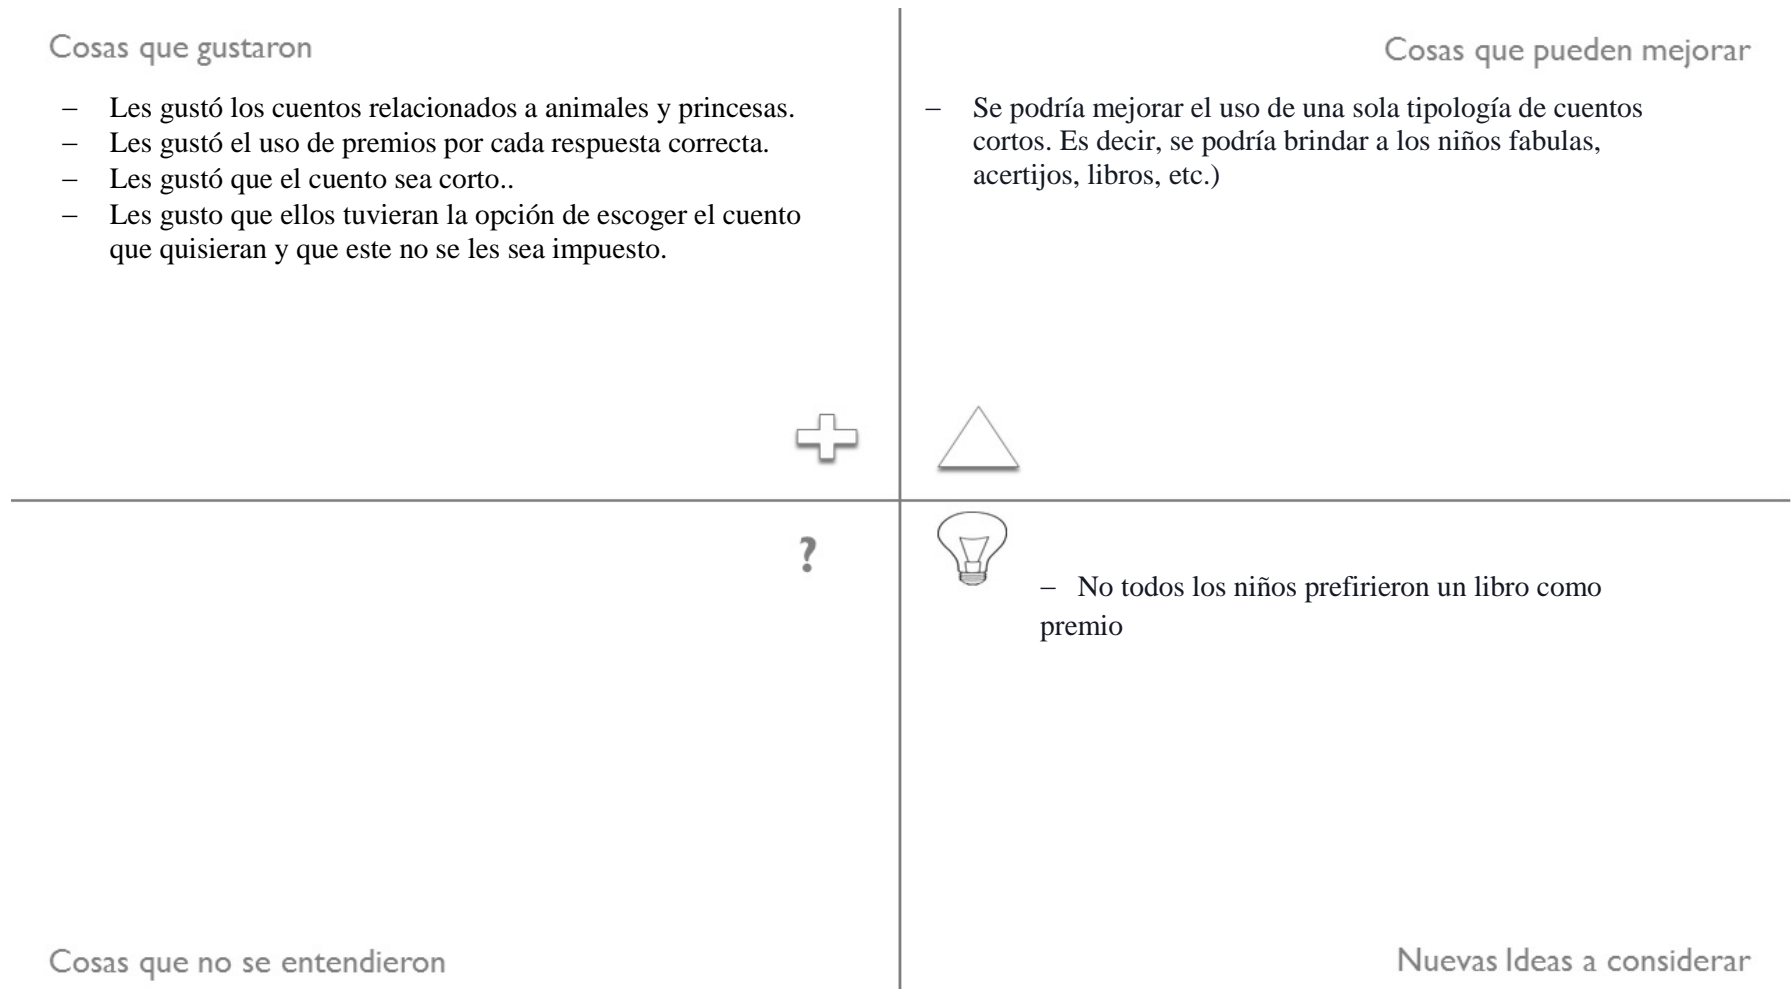 Cosas que gustaron
– Les gustó los cuentos relacionados a animales y princesas.
– Les gustó el uso de premios por cada respuesta correcta.
– Les gustó que el cuento sea corto..
– Les gusto que ellos tuvieran la opción de escoger el cuento
que quisieran y que este no se les sea impuesto.
Cosas que pueden mejorar
– Se podría mejorar el uso de una sola tipología de cuentos
cortos. Es decir, se podría brindar a los niños fabulas,
acertijos, libros, etc.)
?
Cosas que no se entendieron
– No todos los niños prefirieron un libro como
premio
Nuevas Ideas a considerar